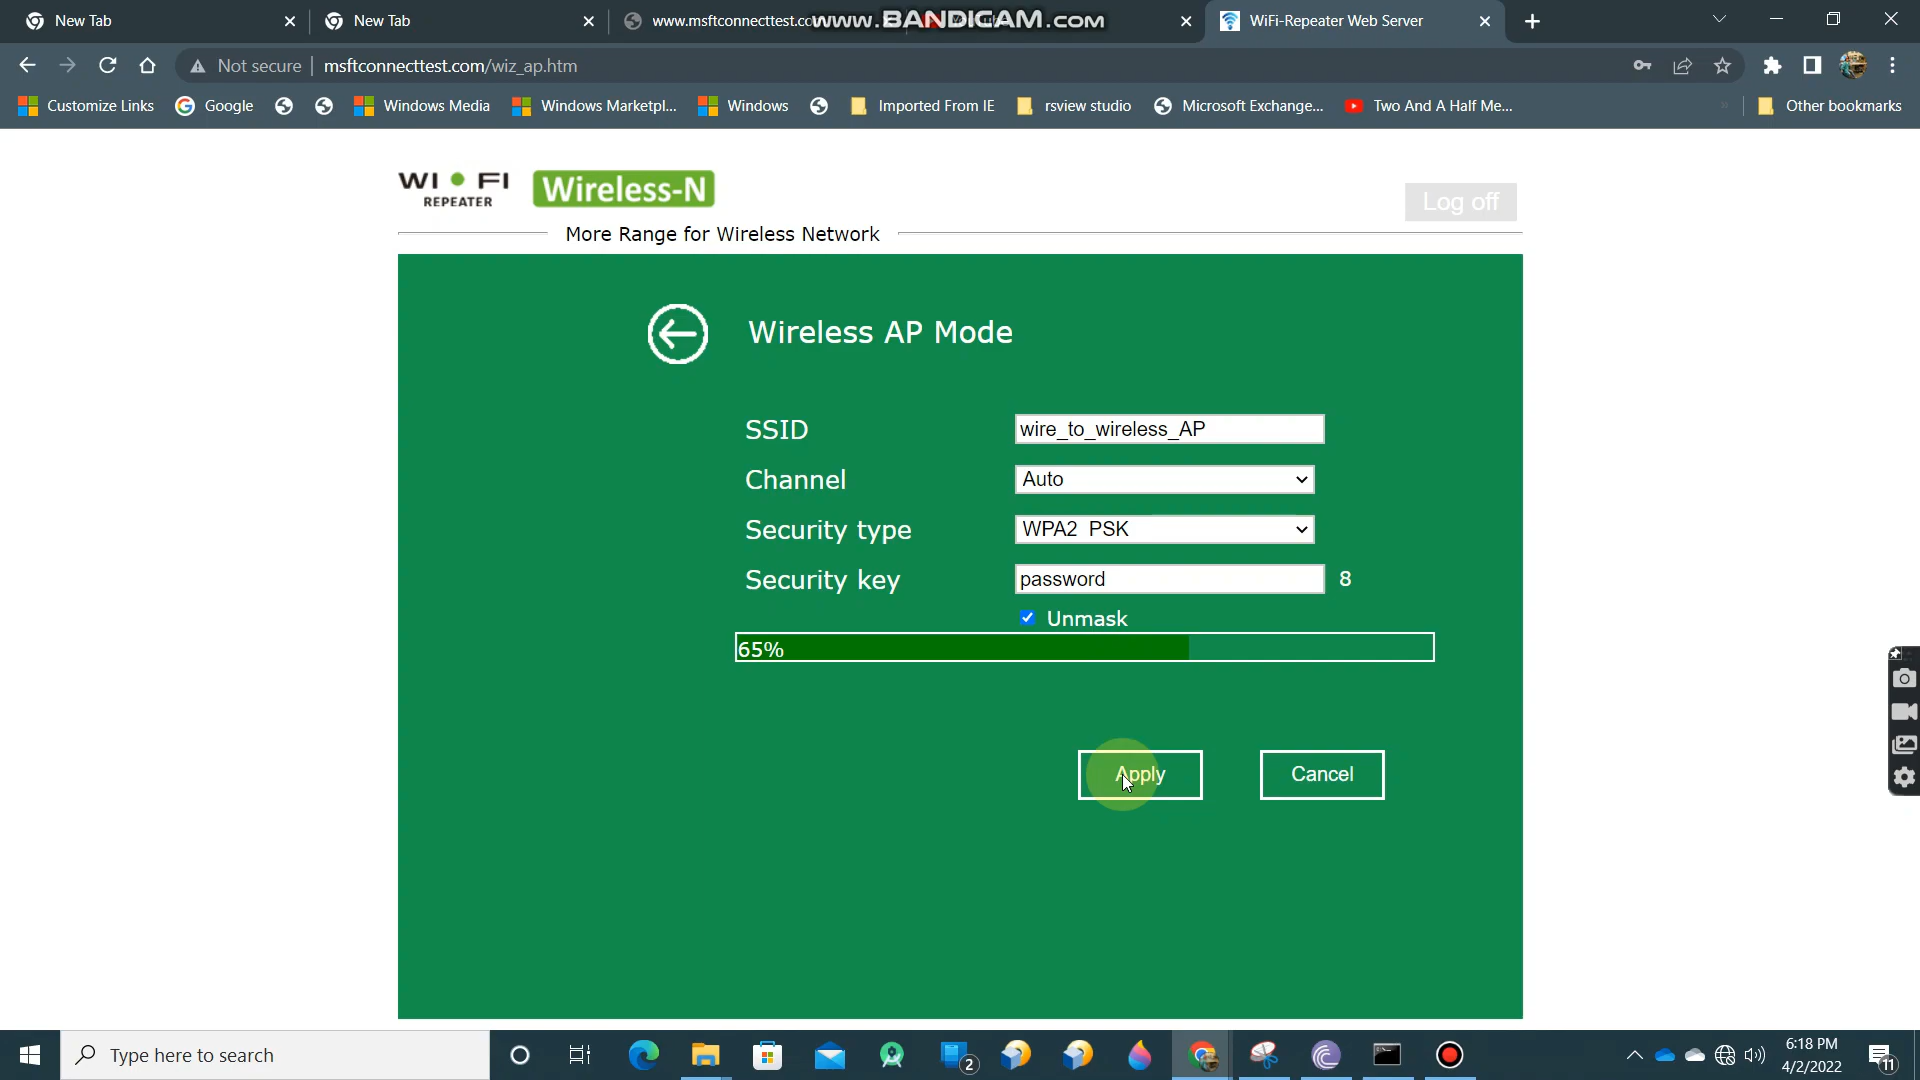 New Tab
New Tab
www.msftconnecttest.co
www.BANDICAM.COM
WiFi-Repeater Web Server
Not secure
msftconnecttest.com/wiz_ap.htm
Customize Links
Google
Windows Media
Windows Marketpl...
Windows
Imported From IE
rsview studio
Microsoft Exchange...
Two And A Half Me...
Other bookmarks
WI FI
REPEATER
Wireless-N
Log off
More Range for Wireless Network
Wireless AP Mode
SSID
wire_to_wireless_AP
Channel
Auto
Security type
WPA2 PSK
Security key
password
8
Unmask
65%
Apply
Cancel
Type here to search
2
6:18 PM
4/2/2022
11